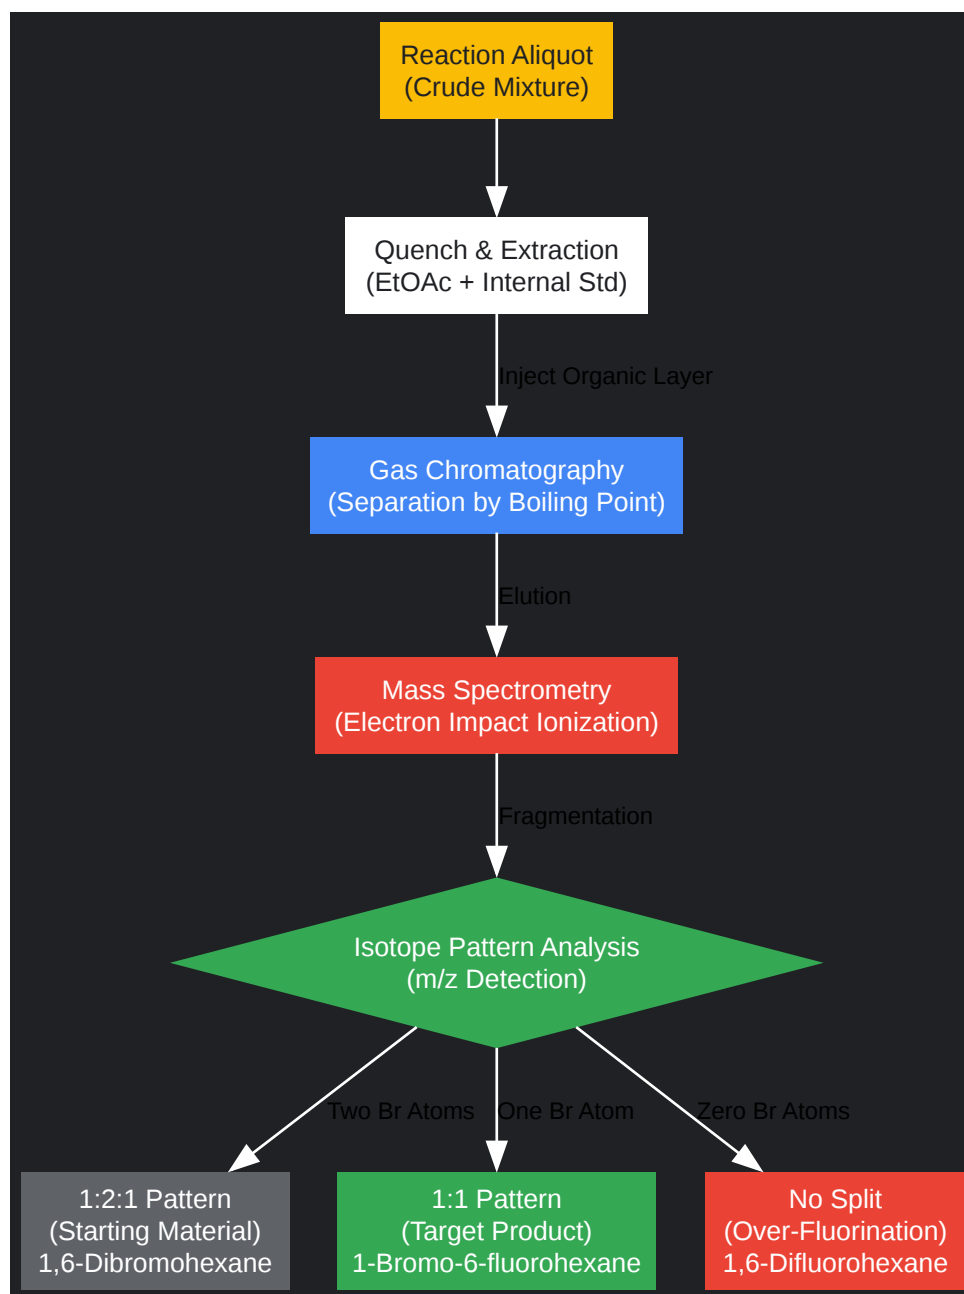 Reaction Aliquot
(Crude Mixture)
Quench & Extraction
(EtOAc + Internal Std)
Inject Organic Layer
Gas Chromatography
(Separation by Boiling Point)
Elution
Mass Spectrometry
(Electron Impact Ionization)
Fragmentation
Isotope Pattern Analysis
(m/z Detection)
Two Br Atoms
One Br Atom
Zero Br Atoms
1:2:1 Pattern
(Starting Material)
1,6-Dibromohexane
1:1 Pattern
(Target Product)
1-Bromo-6-fluorohexane
No Split
(Over-Fluorination)
1,6-Difluorohexane